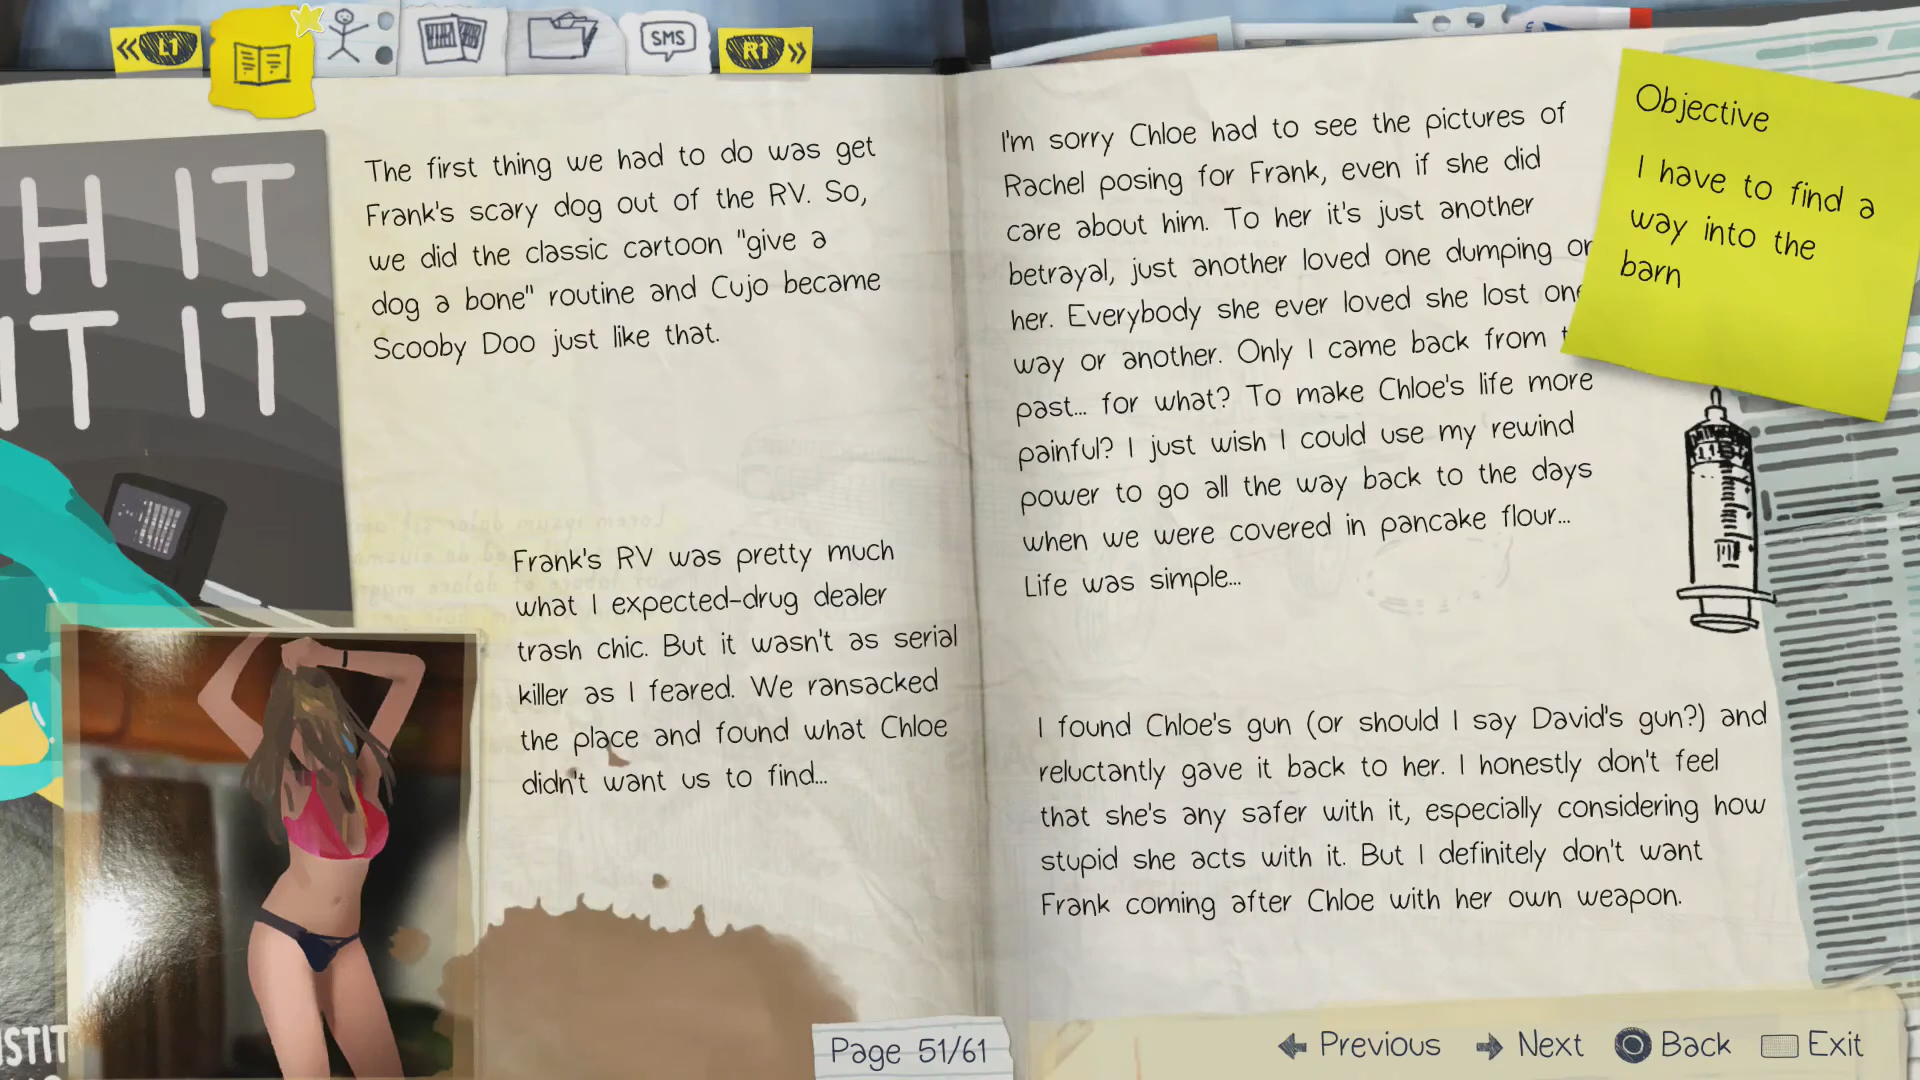 L1
SMS
R1
H IT
IT IT
The first thing we had to do was get
Frank's scary dog out of the RV. So,
we did the classic cartoon "give a
dog a bone" routine and Cujo became
Scooby Doo just like that.
Frank's RV was pretty much
what I expected-drug dealer
trash chic. But it wasn't as serial
killer as I feared. We ransacked
the place and found what Chloe
didn't want us to find...
I'm sorry Chloe had to see the pictures of
Rachel posing for Frank, even if she did
care about him. To her it's just another
betrayal, just another loved one dumping on
her. Everybody she ever loved she lost one
way or another. Only I came back from
past... for what? To make Chloe's life more
painful? I just wish I could use my rewind
power to go all the way back to the days
when we were covered in pancake flour...
Life was simple...
I found Chloe's gun (or should I say David's gun?) and
reluctantly gave it back to her. I honestly don't feel
that she's any safer with it, especially considering how
stupid she acts with it. But I definitely don't want
Frank coming after Chloe with her own weapon.
Objective
I have to find a
way into the
barn
Page 51/61
Previous
Next
Back
Exit